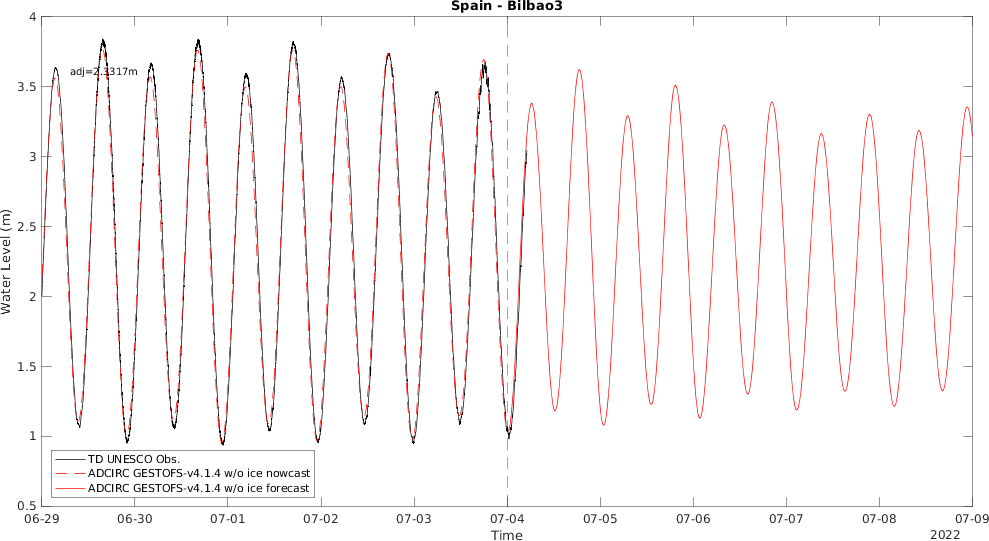 Spain - Bilbao3
4
3.5
3
2.5
2
1.5
1
0.5
Water Level (m)
adj=2.3317m
TD UNESCO Obs.
ADCIRC GESTOFS-v4.1.4 w/o ice nowcast
ADCIRC GESTOFS-v4.1.4 w/o ice forecast
06-29 06-30 07-01 07-02 07-03 07-04 07-05 07-06 07-07 07-08 07-09
Time
2022